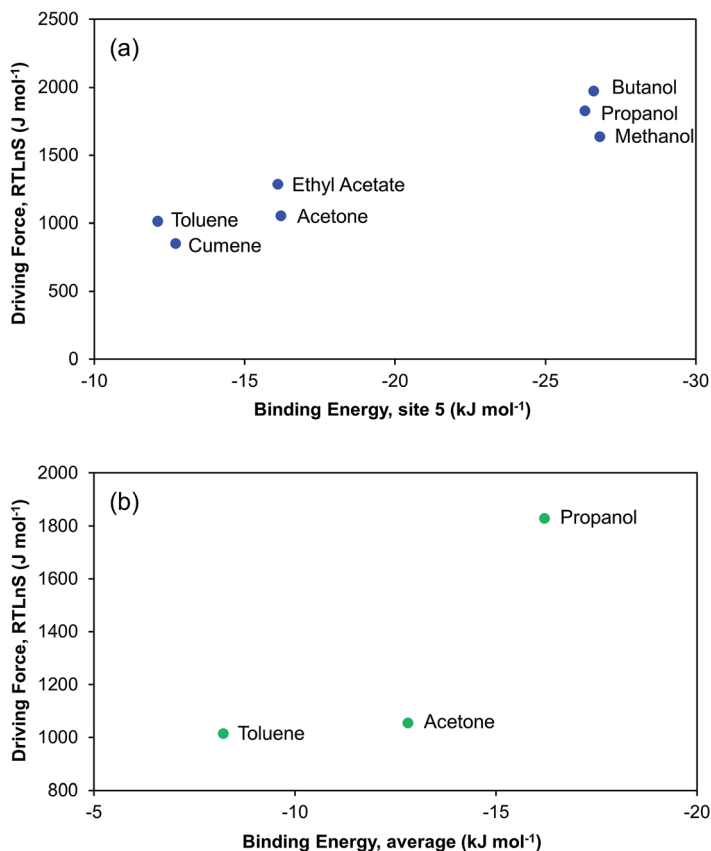 (a)
Driving Force, RTLnS (J mol⁻¹)
2500
2000
1500
1000
500
0
Butanol
Propanol
Methanol
Ethyl Acetate
Acetone
Toluene
Cumene
-10 -15 -20 -25 -30
Binding Energy, site 5 (kJ mol⁻¹)
(b)
Driving Force, RTLnS (J mol⁻¹)
2000
1800
1600
1400
1200
1000
800
Propanol
Acetone
Toluene
-5 -10 -15 -20
Binding Energy, average (kJ mol⁻¹)